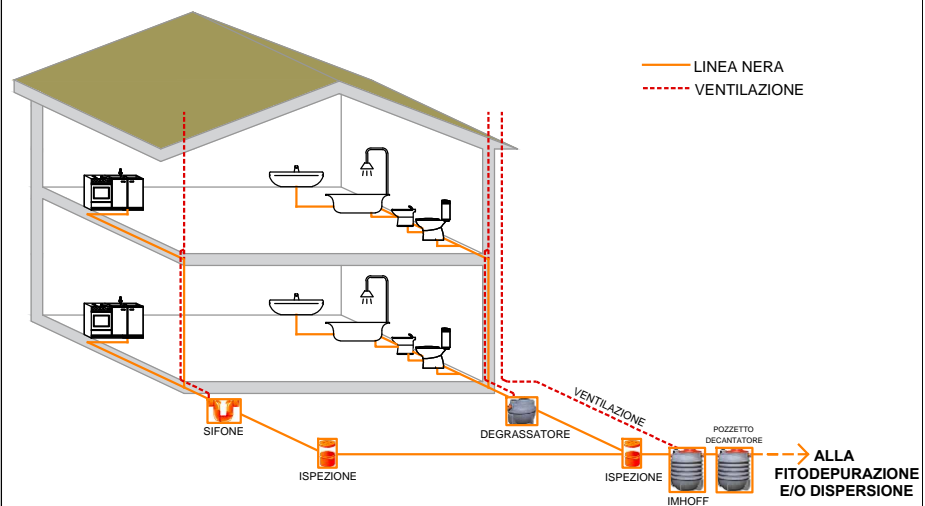 LINEA NERA
VENTILAZIONE
VENTILAZIONE
SIFONE
DEGRASSATORE
ISPEZIONE
ISPEZIONE
IMHOFF
POZZETTO
DECANTATORE
ALLA
FITODEPURAZIONE
E/O DISPERSIONE